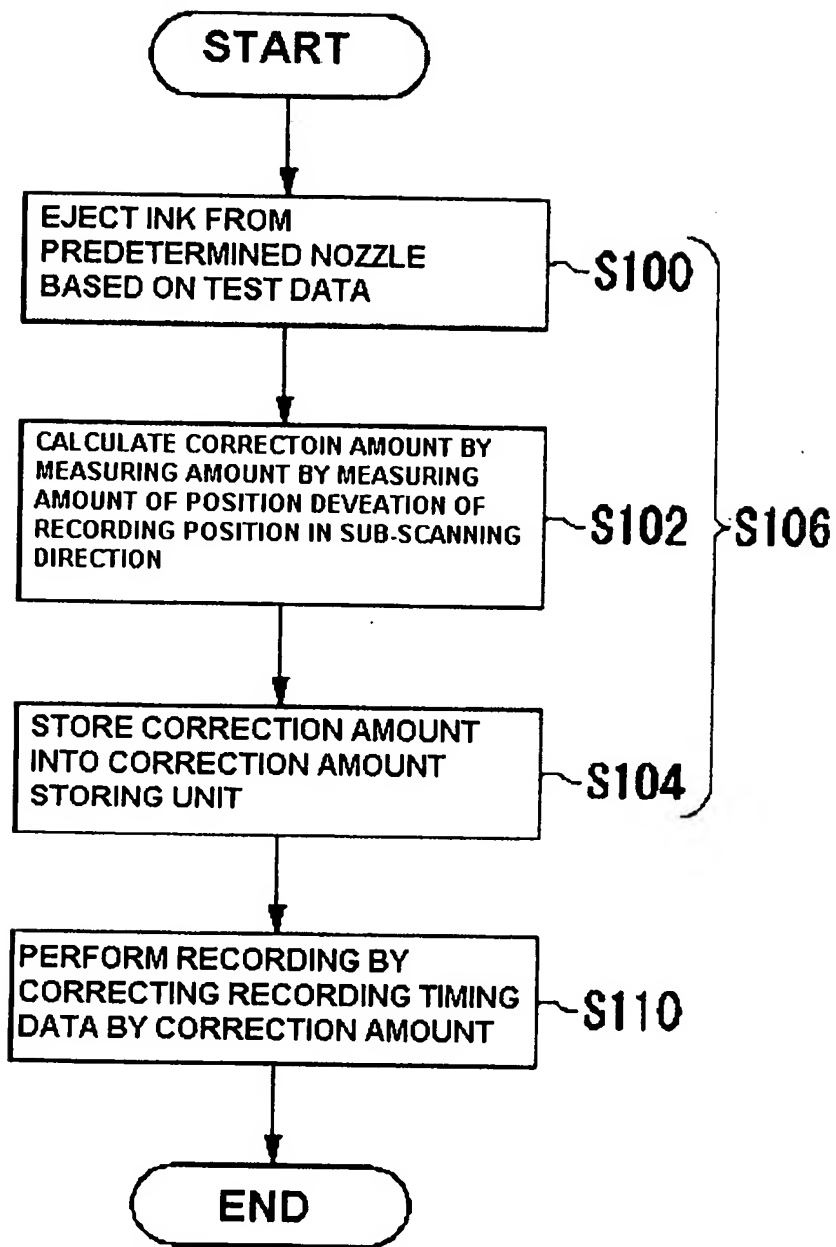 START
EJECT INK FROM
PREDETERMINED NOZZLE
BASED ON TEST DATA
S100
CALCULATE CORRECTOIN AMOUNT BY
MEASURING AMOUNT BY MEASURING
AMOUNT OF POSITION DEVEATION OF
RECORDING POSITION IN SUB-SCANNING
DIRECTION
S102
S106
STORE CORRECTION AMOUNT
INTO CORRECTION AMOUNT
STORING UNIT
S104
PERFORM RECORDING BY
CORRECTING RECORDING TIMING
DATA BY CORRECTION AMOUNT
S110
END